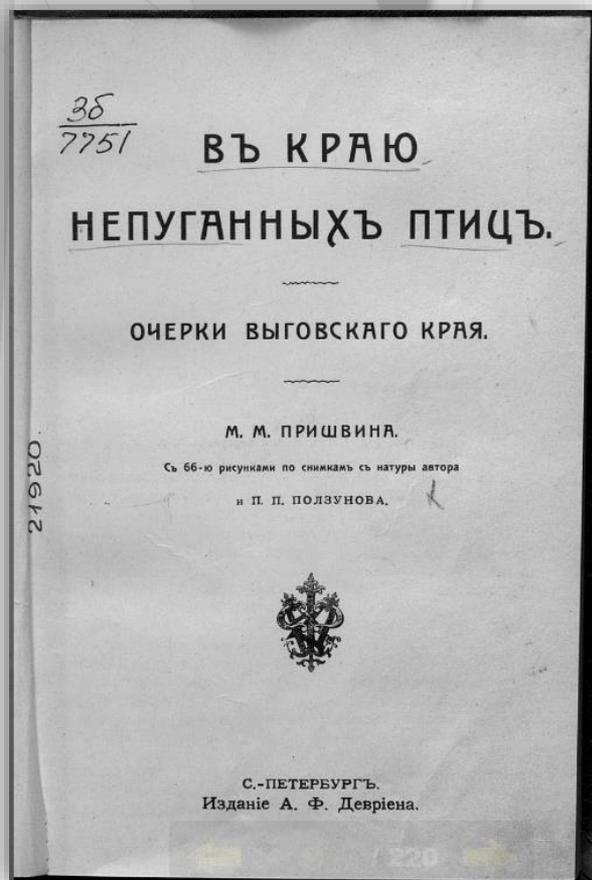 36
7751
ВЪ КРАЮ
НЕПУГАННЫХЪ ПТИЦЪ.
ОЧЕРКИ ВЫГОВСКАГО КРАЯ.
М. М. ПРИШВИНА.
Съ 66-ю рисунками по снимкамъ съ натуры автора
и П. П. ПОЛЗУНОВА.
21920.
С.-ПЕТЕРБУРГЪ.
Изданіе А. Ф. Девріена.
/ 220